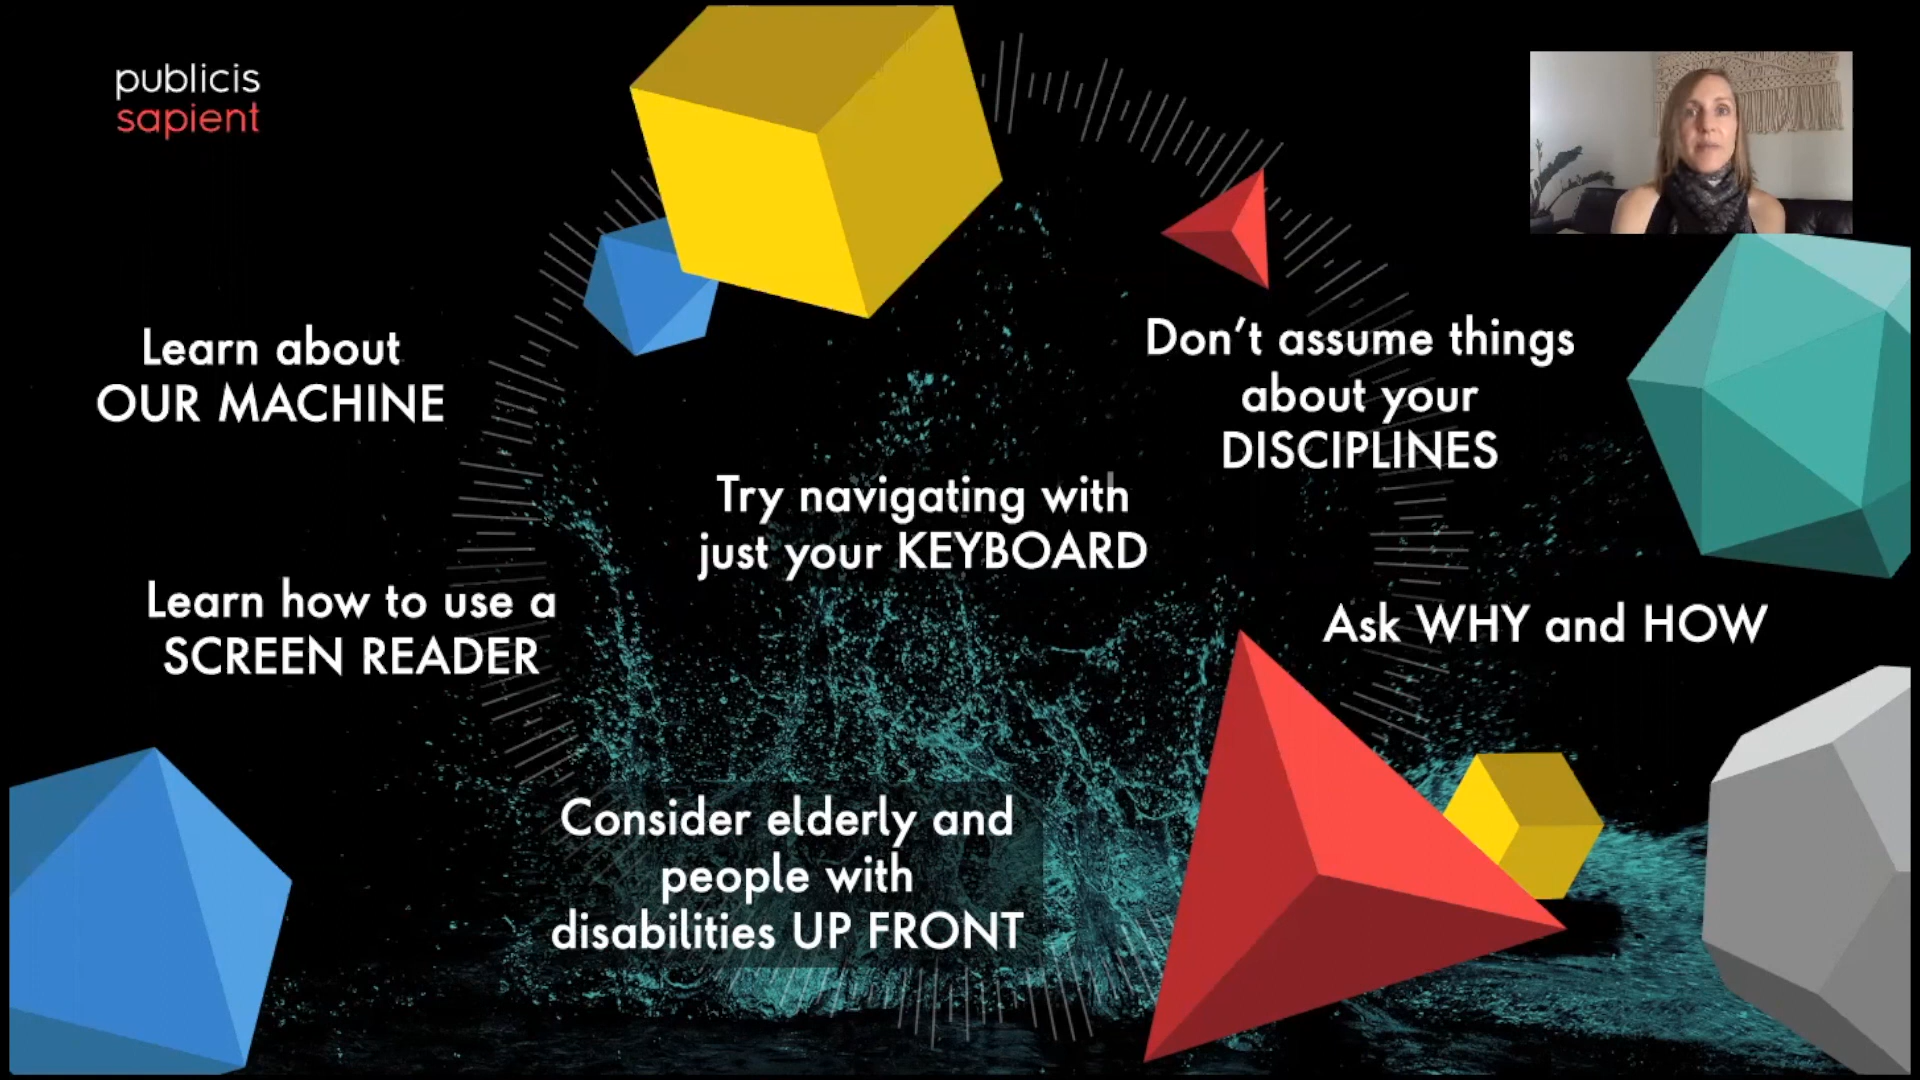 publicis
sapient
Learn about
OUR MACHINE
Don’t assume things
about your
DISCIPLINES
Try navigating with
just your KEYBOARD
Learn how to use a
SCREEN READER
Ask WHY and HOW
Consider elderly and
people with
disabilities UP FRONT